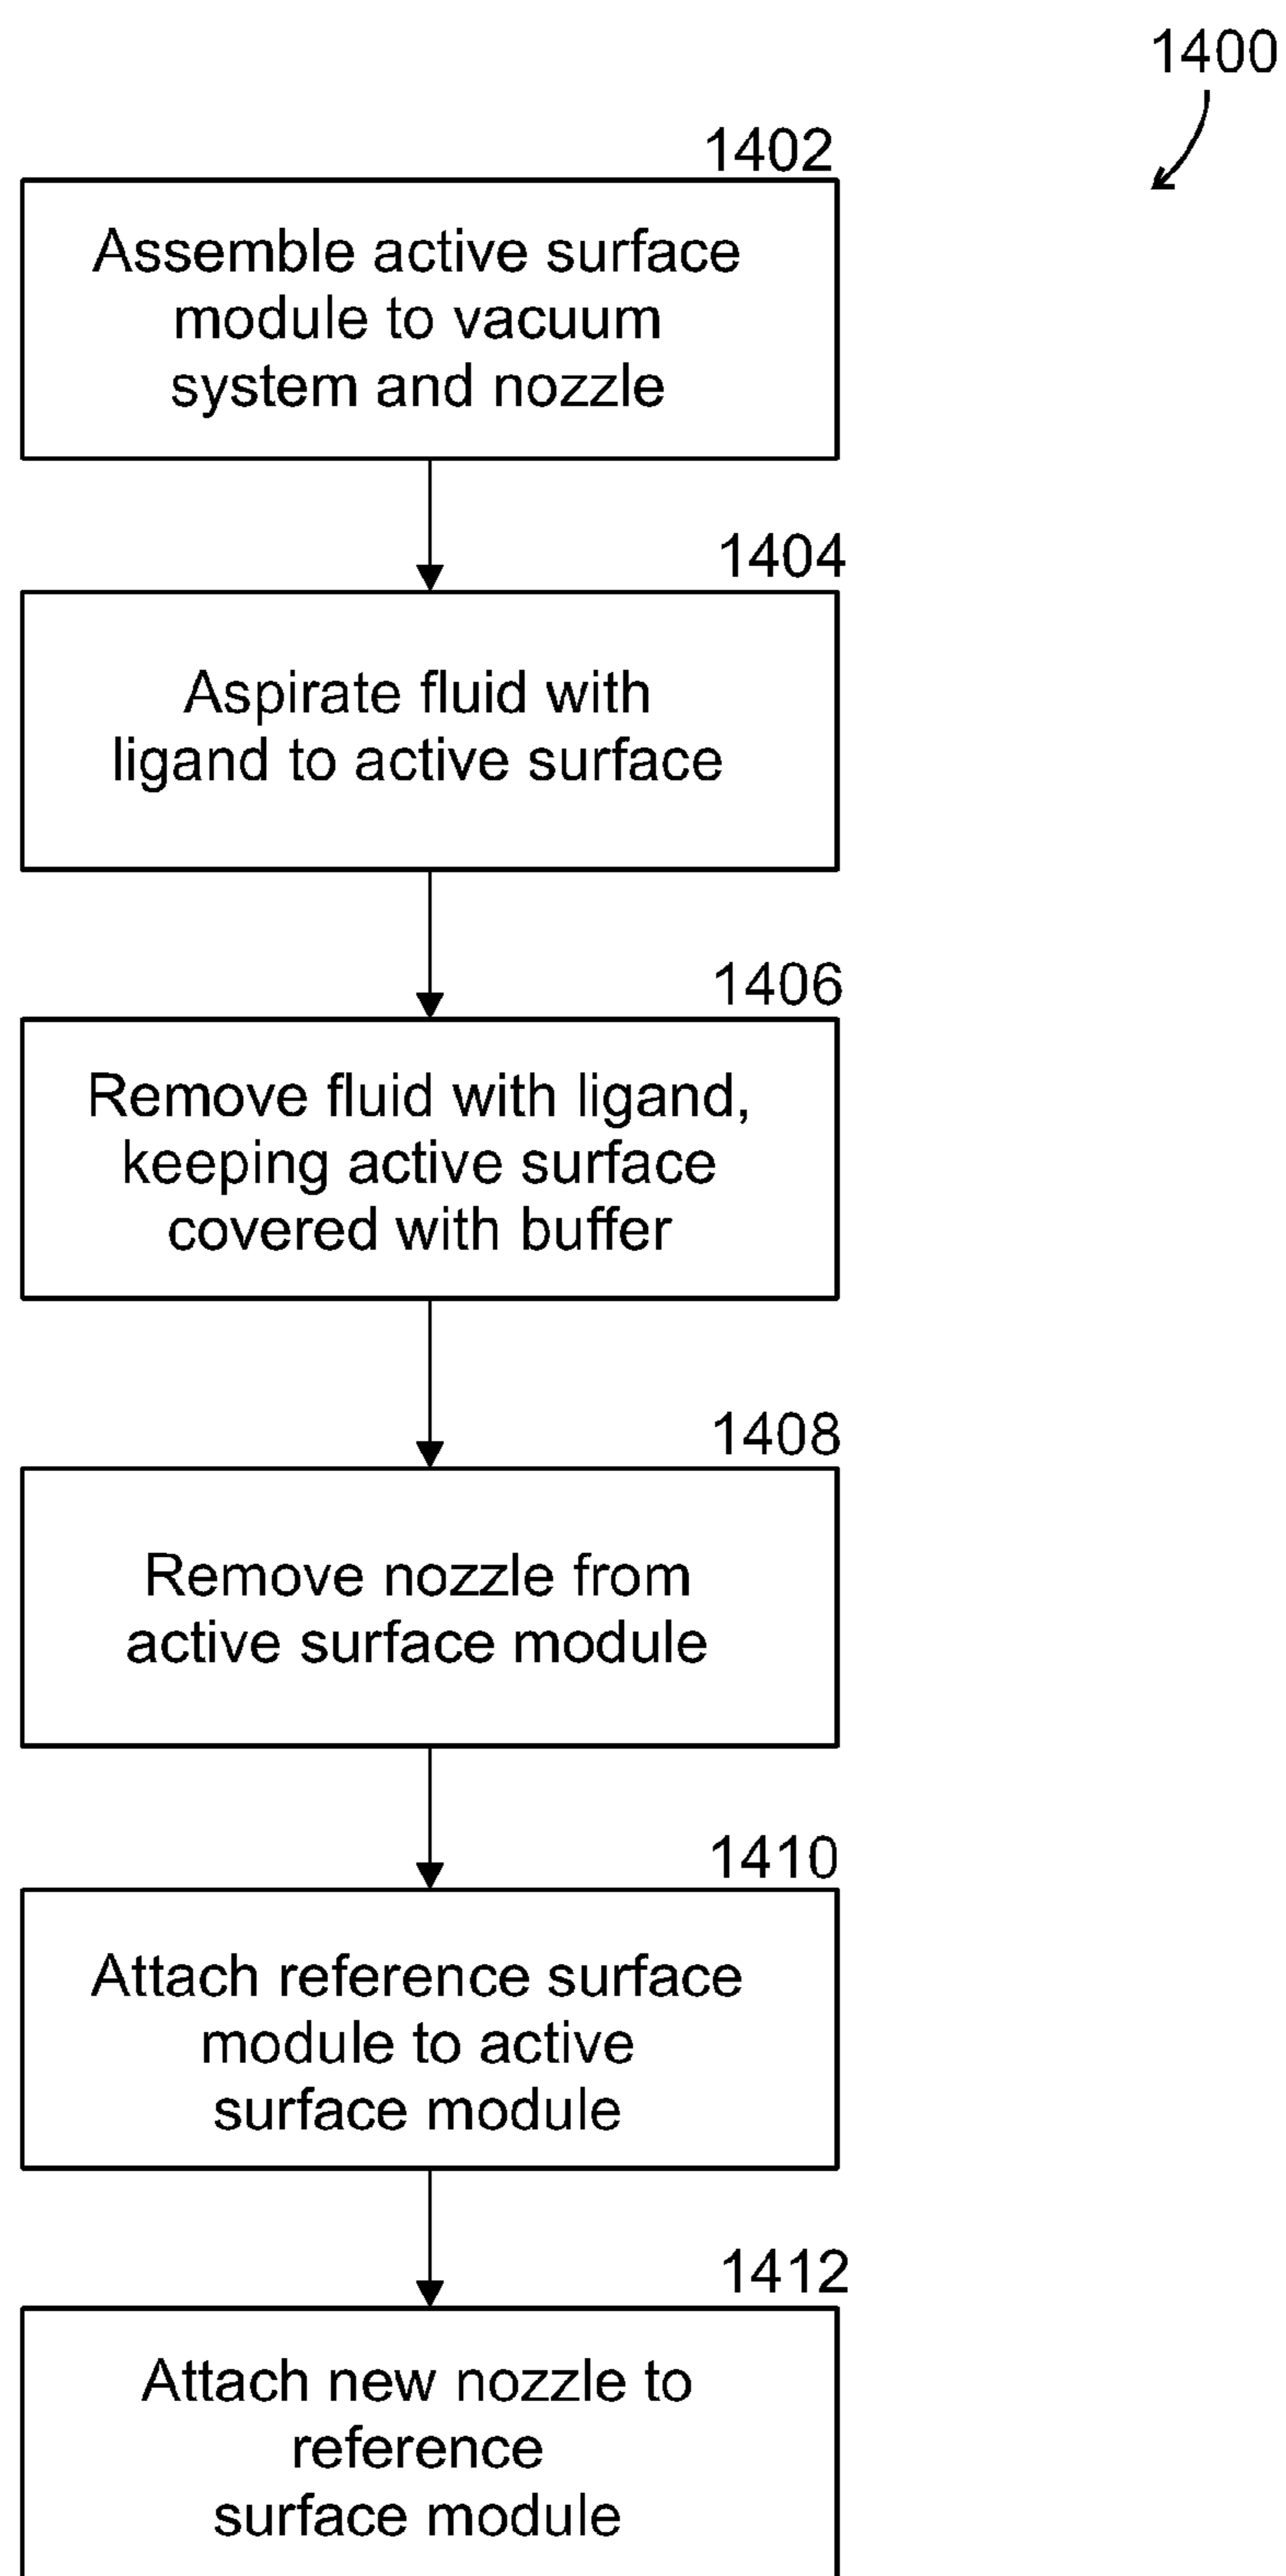 1400
1402
Assemble active surface
module to vacuum
system and nozzle
1404
Aspirate fluid with
ligand to active surface
1406
Remove fluid with ligand,
keeping active surface
covered with buffer
1408
Remove nozzle from
active surface module
1410
Attach reference surface
module to active
surface module
1412
Attach new nozzle to
reference
surface module